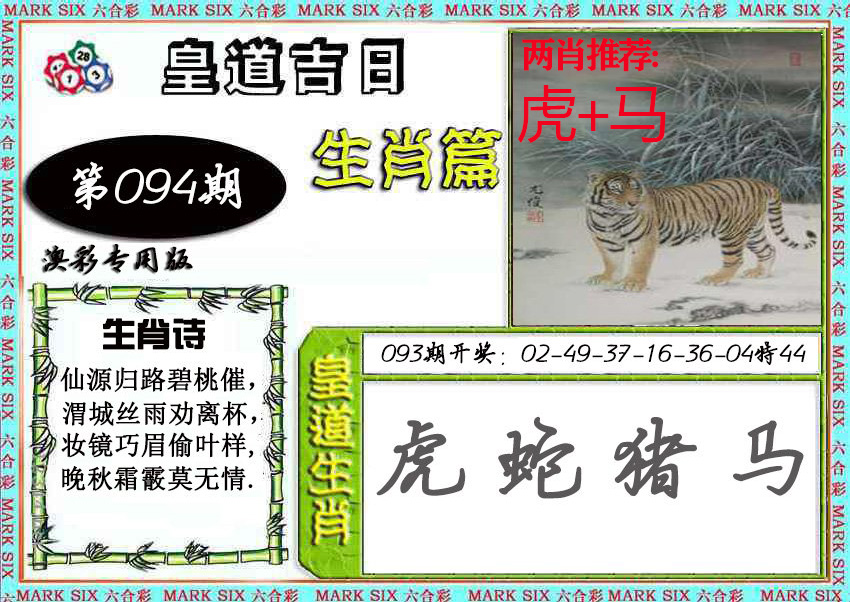 MARK SIX 六合彩 MARK SIX 六合彩 MARK SIX 六合彩 MARK SIX 六合彩 MARK SIX 六合彩 MARK SIX 六合彩
28
1
3
皇道吉日
两肖推荐:
虎+马
生肖篇
第094期
澳彩专用版
生肖诗
仙源归路碧桃催，
渭城丝雨劝离杯，
妆镜巧眉偷叶样，
晚秋霜霰莫无情.
皇道生肖
093期开奖：02-49-37-16-36-04特44
虎 蛇 猪 马
MARK SIX 六合彩 MARK SIX 六合彩 MARK SIX 六合彩 MARK SIX 六合彩 MARK SIX 六合彩 MARK SIX 六合彩